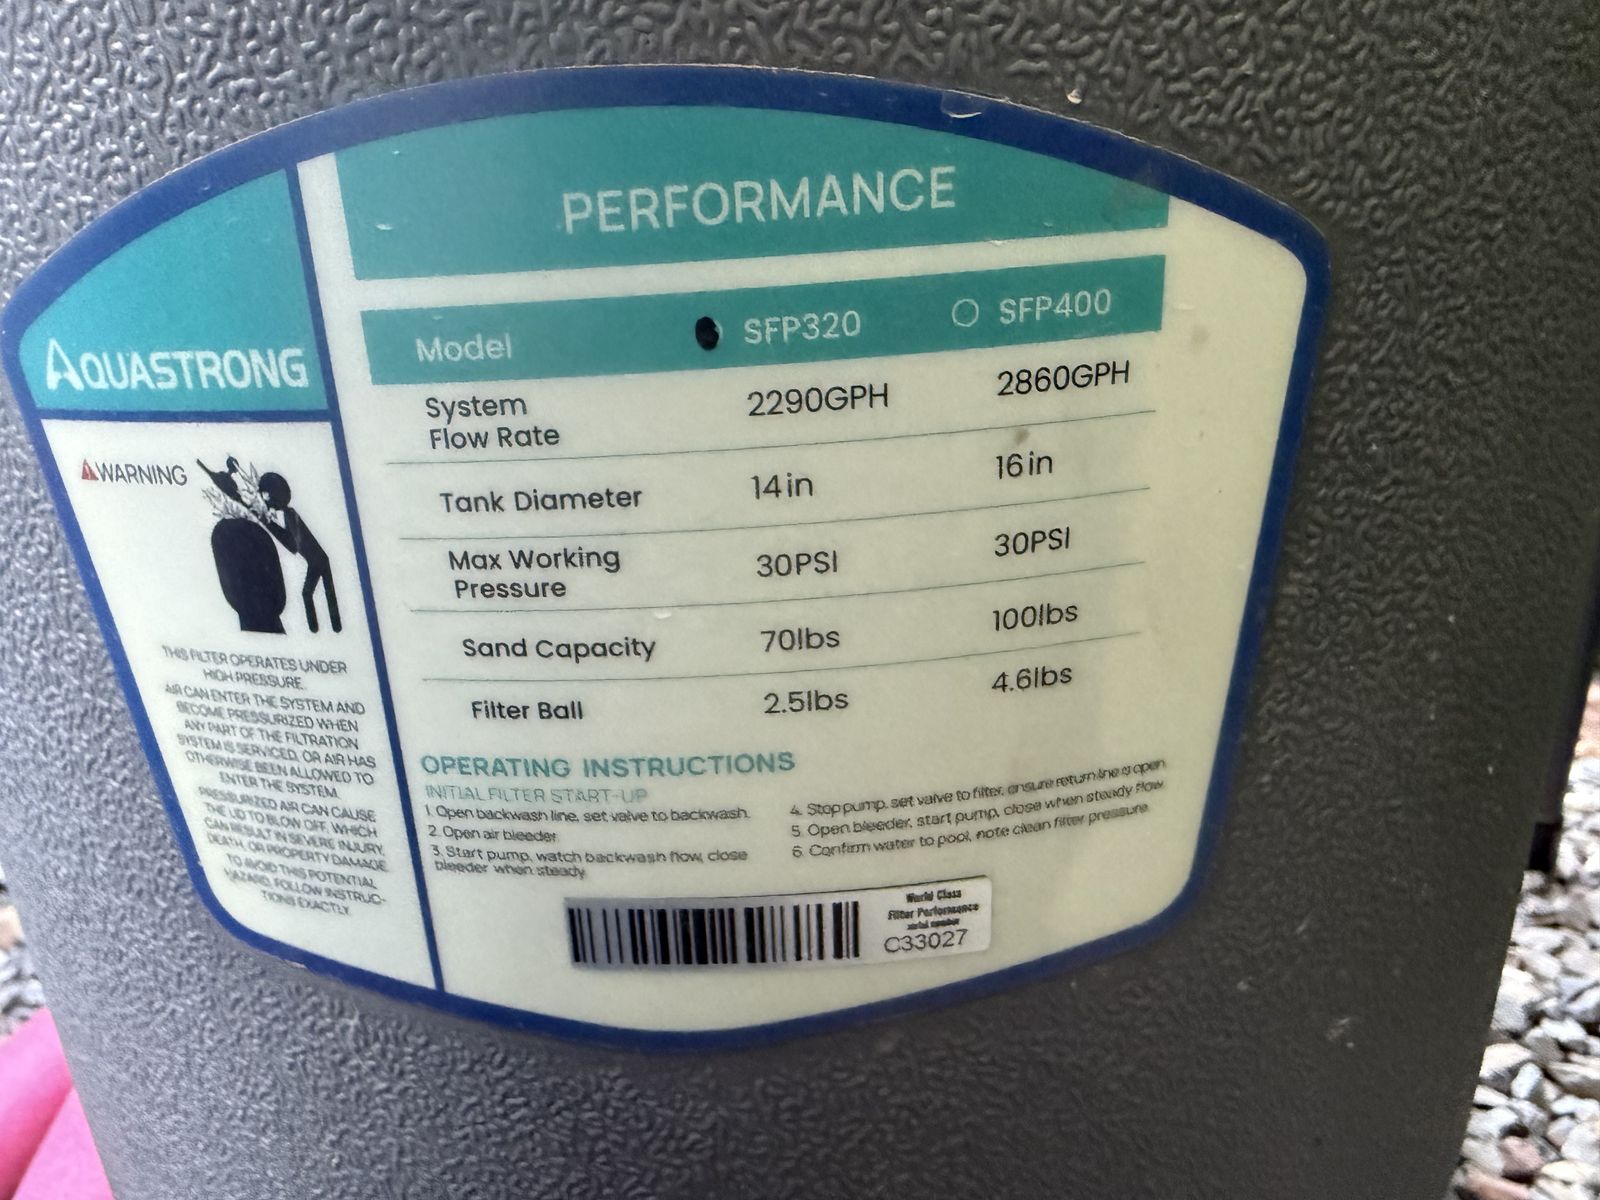 AQUASTRONG
WARNING
THIS FILTER OPERATES UNDER
HIGH PRESSURE.
AIR CAN ENTER THE SYSTEM AND
BECOME PRESSURIZED WHEN
ANY PART OF THE FILTRATION
SYSTEM IS SERVICED, OR AIR HAS
OTHERWISE BEEN ALLOWED TO
ENTER THE SYSTEM.
PRESSURIZED AIR CAN CAUSE
THE LID TO BLOW OFF, WHICH
CAN RESULT IN SEVERE INJURY,
DEATH, OR PROPERTY DAMAGE.
TO AVOID THIS POTENTIAL
HAZARD, FOLLOW INSTRUC-
TIONS EXACTLY.
PERFORMANCE
Model SFP320 SFP400
System
Flow Rate 2290GPH 2860GPH
Tank Diameter 14in 16in
Max Working
Pressure 30PSI 30PSI
Sand Capacity 70lbs 100lbs
Filter Ball 2.5lbs 4.6lbs
OPERATING INSTRUCTIONS
INITIAL FILTER START-UP
1. Open backwash line, set valve to backwash.
2. Open air bleeder.
3. Start pump, watch backwash flow, close
bleeder when steady.
4. Stop pump, set valve to filter, ensure return line is open
5. Open bleeder, start pump, close when steady flow
6. Confirm water to pool, note clean filter pressure
World Class
Filter Performance
serial number
C33027